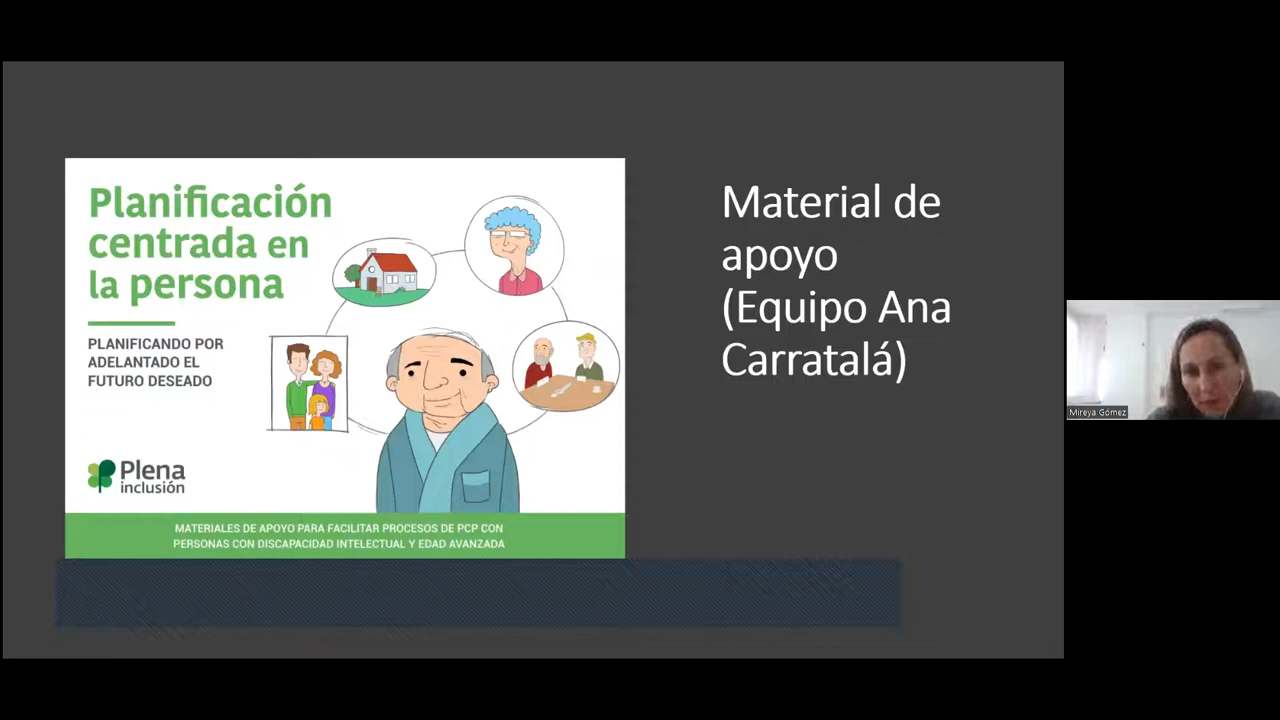 Planificación
centrada en
la persona
PLANIFICANDO POR
ADELANTADO EL
FUTURO DESEADO
Plena
inclusión
MATERIALES DE APOYO PARA FACILITAR PROCESOS DE PCP CON
PERSONAS CON DISCAPACIDAD INTELECTUAL Y EDAD AVANZADA
Material de
apoyo
(Equipo Ana
Carratalá)
Mireya Gómez